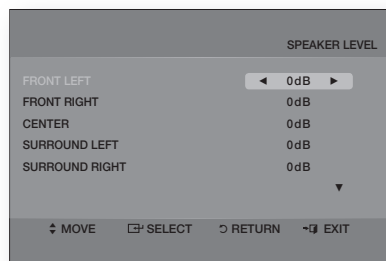 SPEAKER LEVEL
FRONT LEFT ◄ 0dB ►
FRONT RIGHT 0dB
CENTER 0dB
SURROUND LEFT 0dB
SURROUND RIGHT 0dB
▼
MOVE SELECT RETURN EXIT